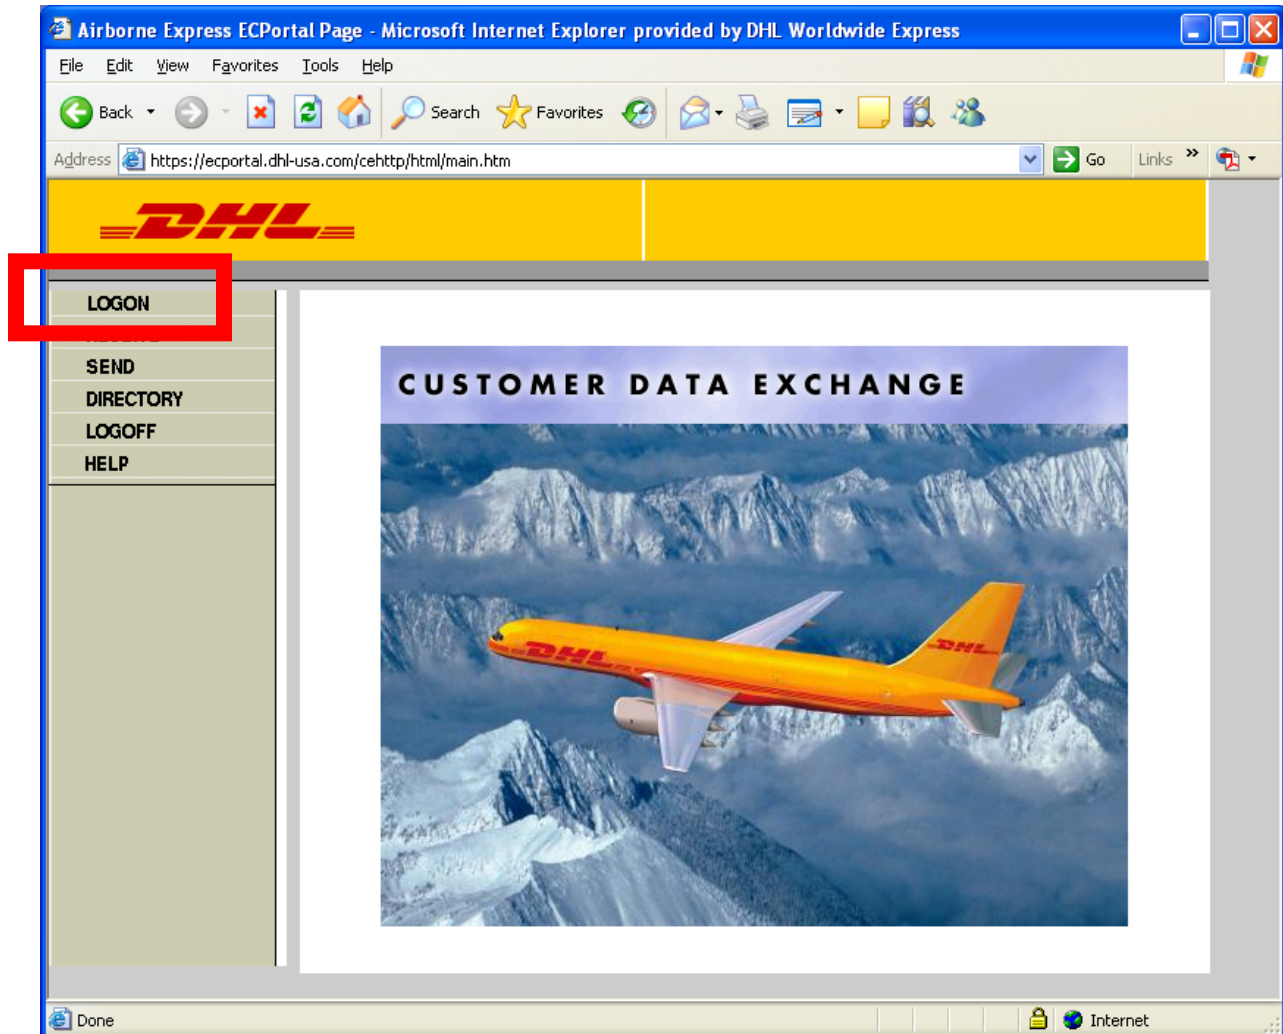 Airborne Express ECPortal Page - Microsoft Internet Explorer provided by DHL Worldwide Express
File Edit View Favorites Tools Help
Back Search Favorites
Address https://ecportal.dhl-usa.com/cehttp/html/main.htm Go Links »
DHL
LOGON
SEND
DIRECTORY
LOGOFF
HELP
CUSTOMER DATA EXCHANGE
DHL
DHL
Done Internet